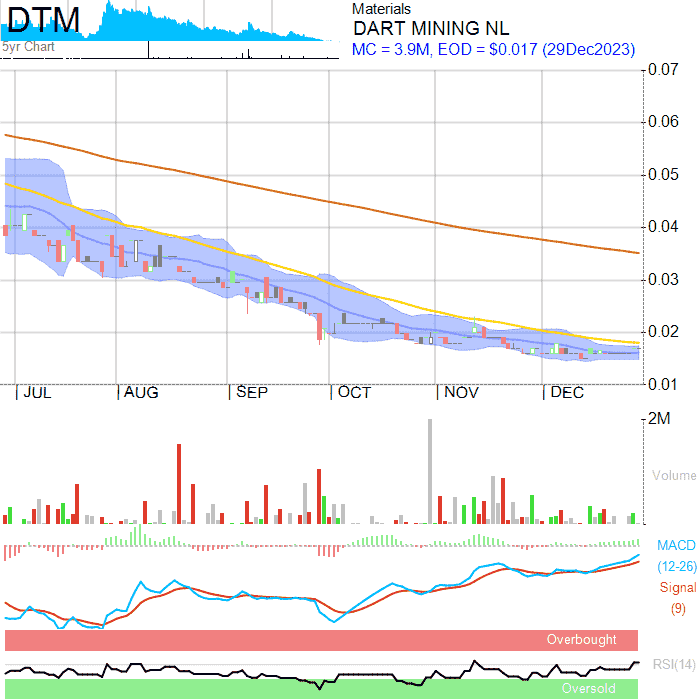 DTM
5yr Chart
Materials
DART MINING NL
MC = 3.9M, EOD = $0.017 (29Dec2023)
0.07
0.06
0.05
0.04
0.03
0.02
0.01
JUL AUG SEP OCT NOV DEC
2M
Volume
MACD
(12-26)
Signal
(9)
Overbought
RSI(14)
Oversold